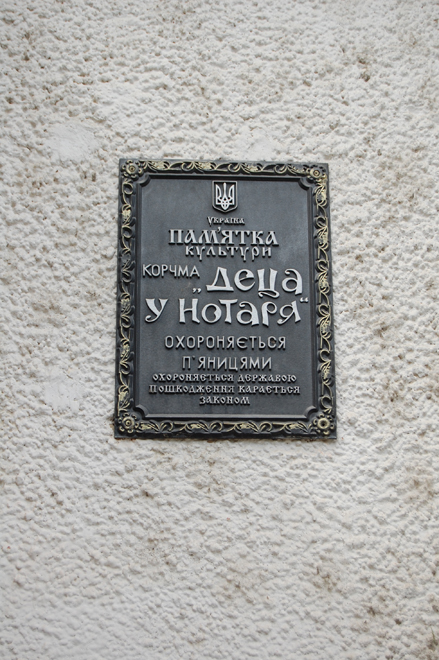 УКРАЇНА
ПАМ'ЯТКА
КУЛЬТУРИ
КОРЧМА „ДЕЦА
У НОТАРЯ“
ОХОРОНЯЄТЬСЯ
П'ЯНИЦЯМИ
ОХОРОНЯЄТЬСЯ ДЕРЖАВОЮ
ПОШКОДЖЕННЯ КАРАЄТЬСЯ
ЗАКОНОМ